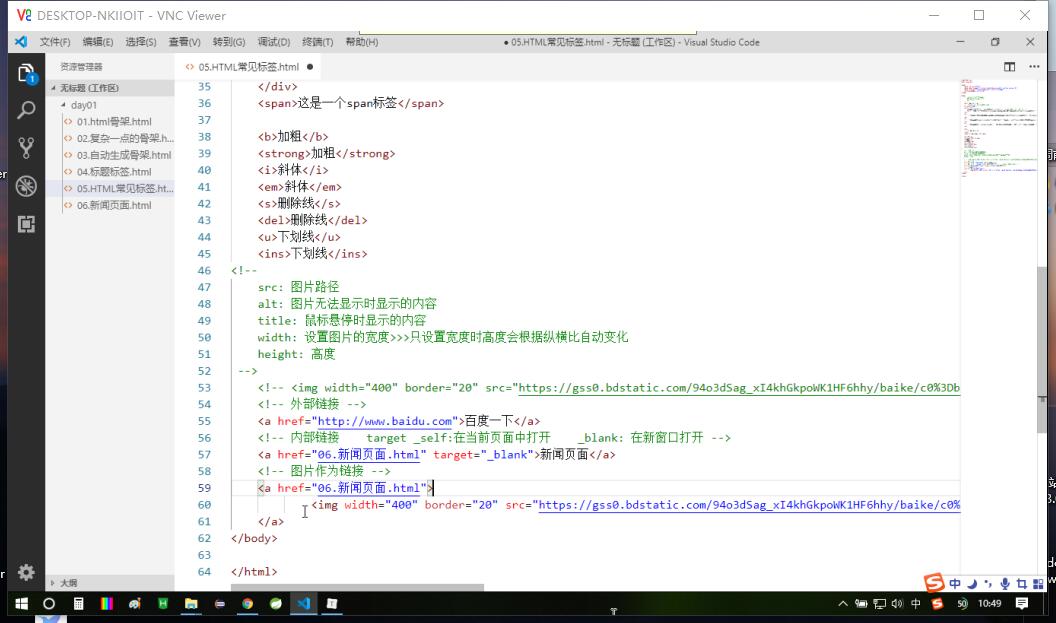 DESKTOP-NKIIOIT - VNC Viewer
文件(F) 编辑(E) 选择(S) 查看(V) 转到(G) 调试(D) 终端(T) 帮助(H) ● 05.HTML常见标签.html - 无标题 (工作区) - Visual Studio Code
资源管理器
<> 05.HTML常见标签.html ●
无标题 (工作区)
day01
<> 01.html骨架.html
<> 02.复杂一点的骨架.h...
<> 03.自动生成骨架.html
<> 04.标题标签.html
<> 05.HTML常见标签.ht...
<> 06.新闻页面.html
大纲
1
35 </div>
36 <span>这是一个span标签</span>
37
38 <b>加粗</b>
39 <strong>加粗</strong>
40 <i>斜体</i>
41 <em>斜体</em>
42 <s>删除线</s>
43 <del>删除线</del>
44 <u>下划线</u>
45 <ins>下划线</ins>
46 <!--
47 src: 图片路径
48 alt: 图片无法显示时显示的内容
49 title: 鼠标悬停时显示的内容
50 width: 设置图片的宽度>>>只设置宽度时高度会根据纵横比自动变化
51 height: 高度
52 -->
53 <!-- <img width="400" border="20" src="https://gss0.bdstatic.com/94o3dSag_xI4khGkpoWK1HF6hhy/baike/c0%3Db
54 <!-- 外部链接 -->
55 <a href="http://www.baidu.com">百度一下</a>
56 <!-- 内部链接 target _self:在当前页面中打开 _blank: 在新窗口打开 -->
57 <a href="06.新闻页面.html" target="_blank">新闻页面</a>
58 <!-- 图片作为链接 -->
59 <a href="06.新闻页面.html">
60 <img width="400" border="20" src="https://gss0.bdstatic.com/94o3dSag_xI4khGkpoWK1HF6hhy/baike/c0%
61 </a>
62 </body>
63
64 </html>
中
中 50 10:49